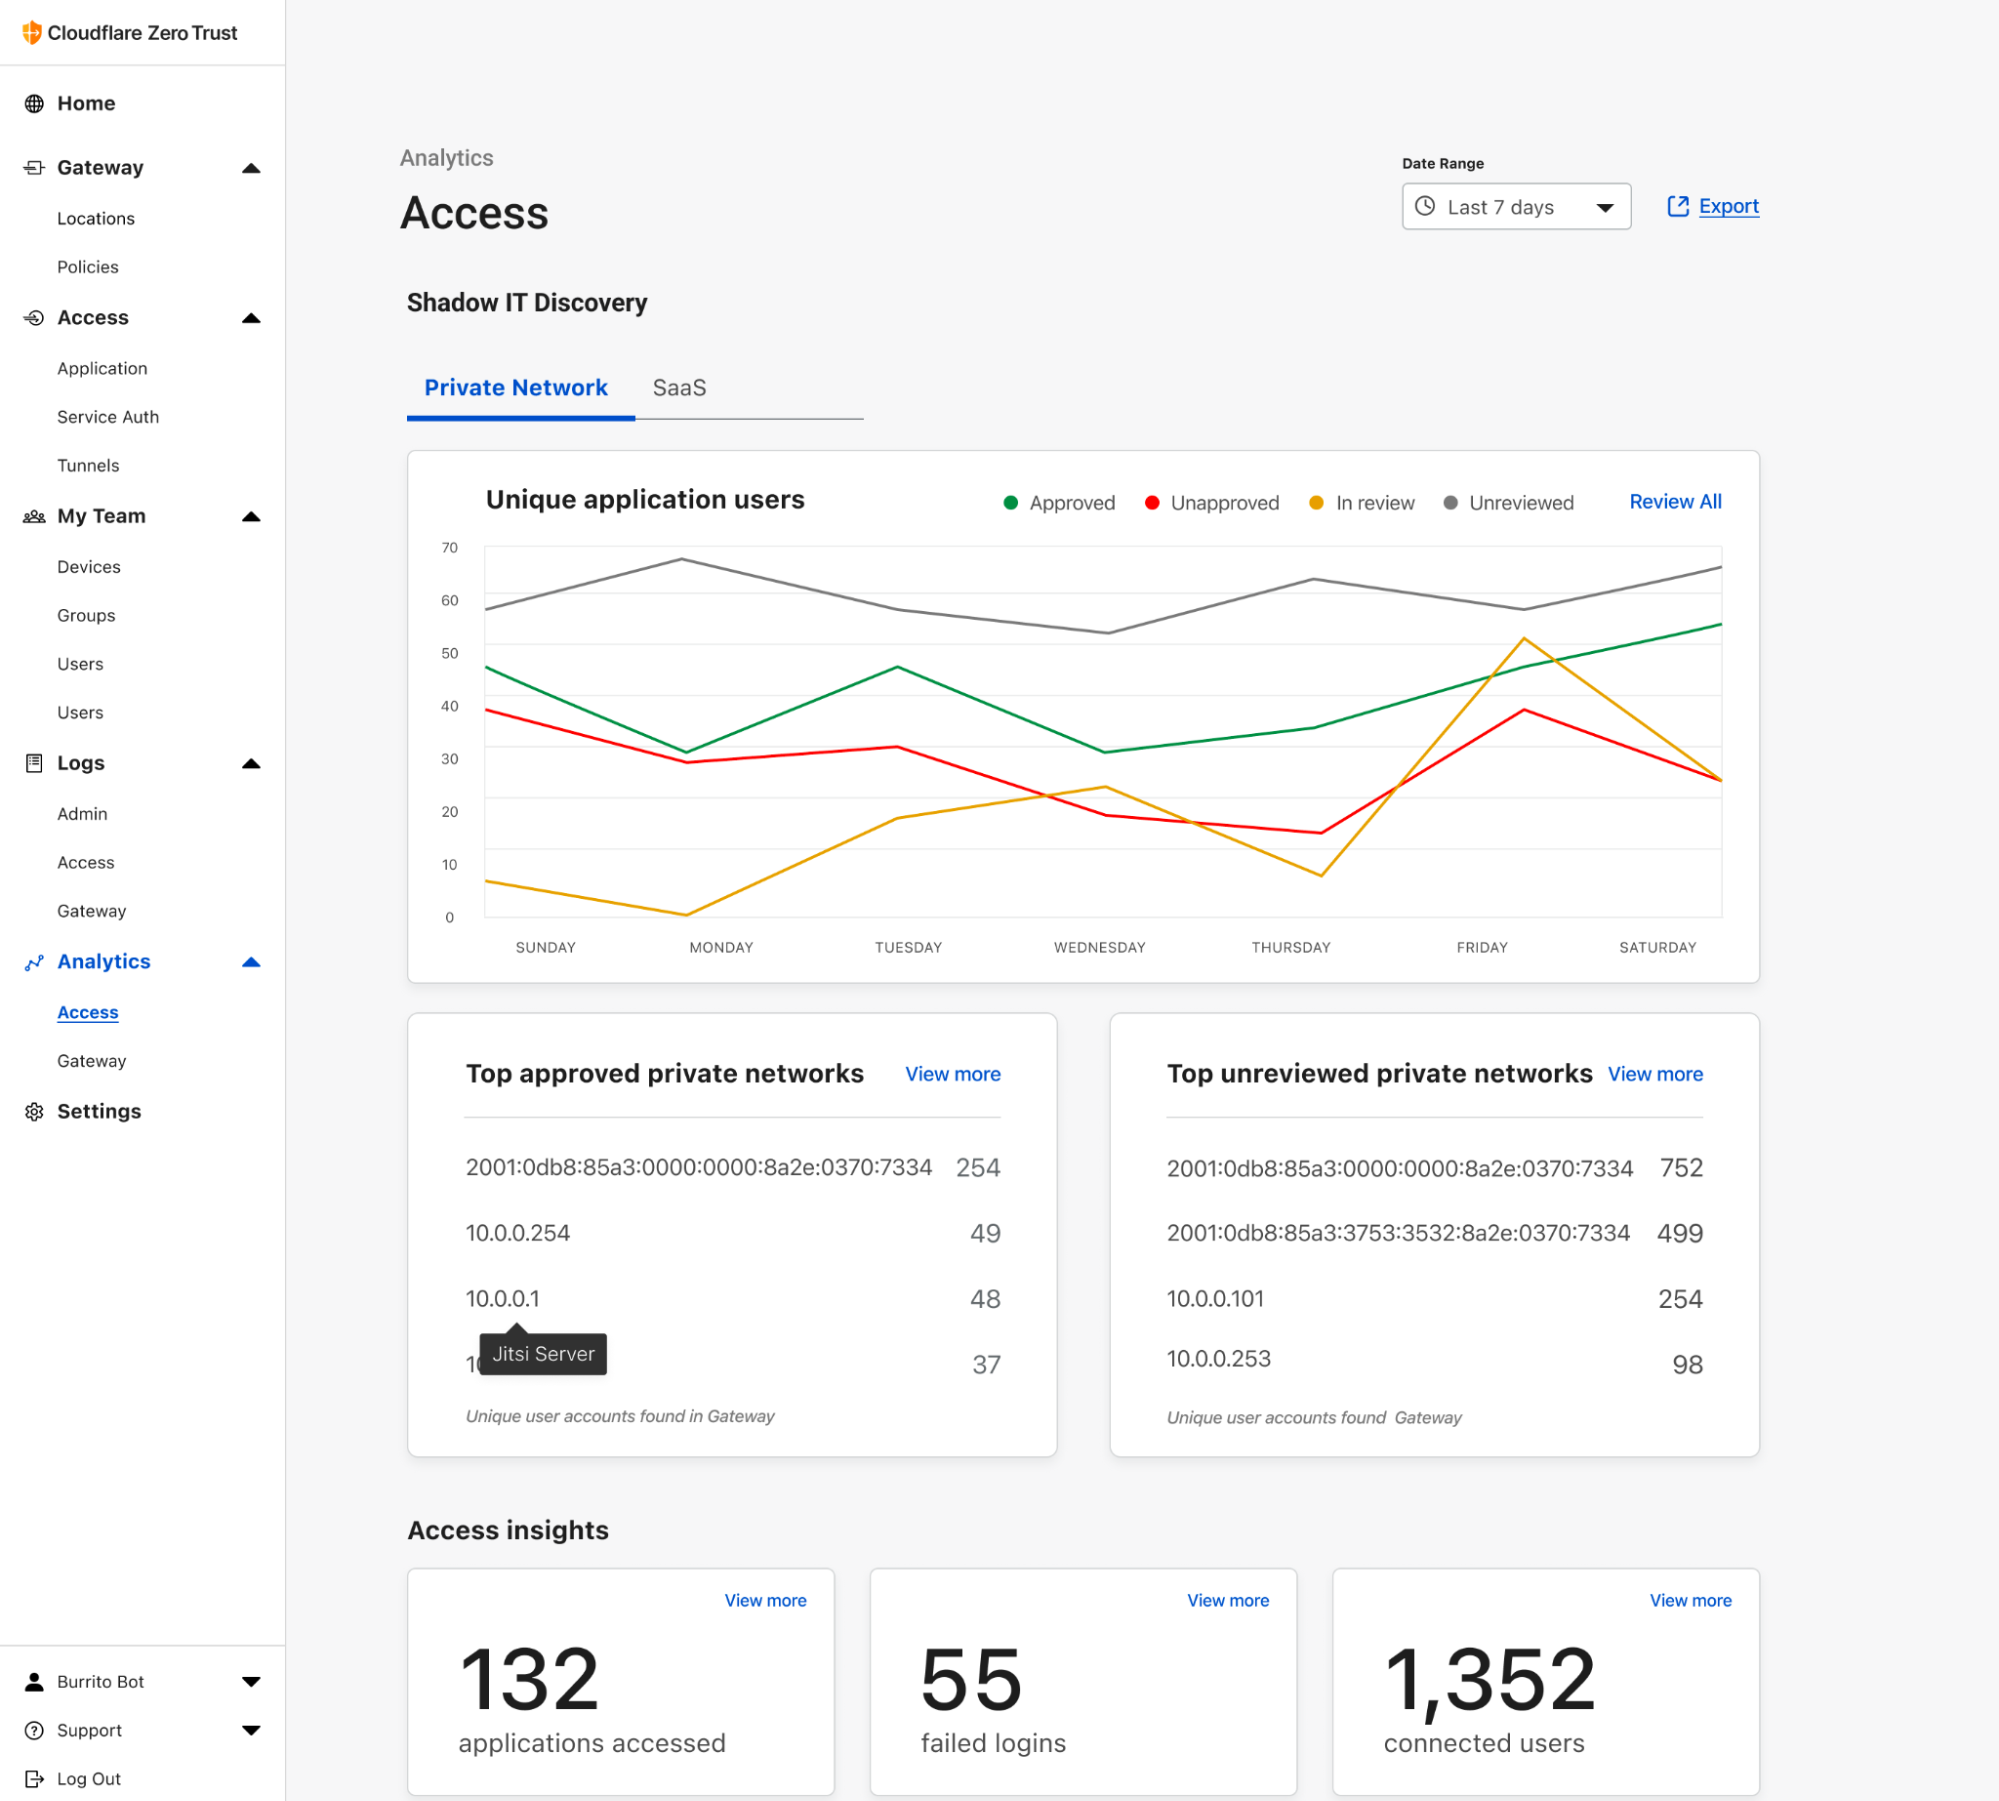 Cloudflare Zero Trust
Home
Gateway
Locations
Policies
Access
Application
Service Auth
Tunnels
My Team
Devices
Groups
Users
Users
Logs
Admin
Access
Gateway
Analytics
Access
Gateway
Settings
Burrito Bot
Support
Log Out
Analytics
Access
Date Range
Last 7 days
Export
Shadow IT Discovery
Private Network SaaS
Unique application users
Approved Unapproved In review Unreviewed
Review All
70
60
50
40
30
20
10
0
SUNDAY MONDAY TUESDAY WEDNESDAY THURSDAY FRIDAY SATURDAY
Top approved private networks View more
2001:0db8:85a3:0000:0000:8a2e:0370:7334 254
10.0.0.254 49
10.0.0.1 48
Jitsi Server
37
Unique user accounts found in Gateway
Top unreviewed private networks View more
2001:0db8:85a3:0000:0000:8a2e:0370:7334 752
2001:0db8:85a3:3753:3532:8a2e:0370:7334 499
10.0.0.101 254
10.0.0.253 98
Unique user accounts found Gateway
Access insights
View more
132
applications accessed
View more
55
failed logins
View more
1,352
connected users